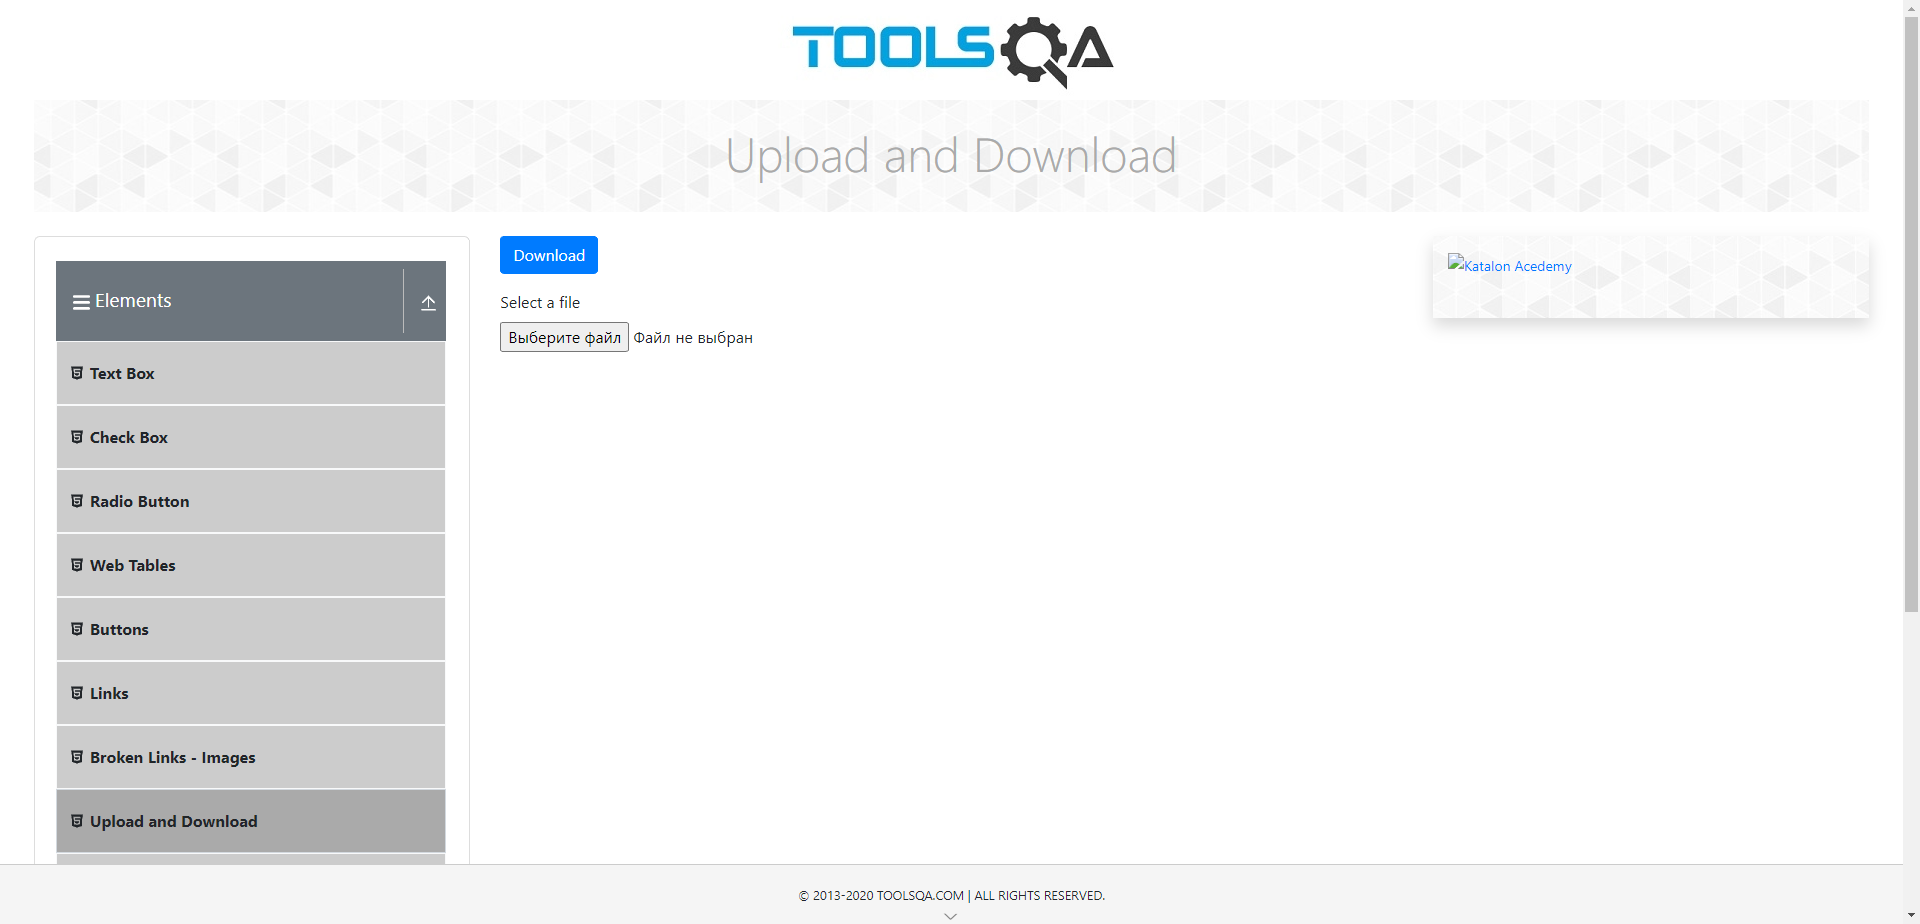 TOOLSQA
Upload and Download
Elements
Text Box
Check Box
Radio Button
Web Tables
Buttons
Links
Broken Links - Images
Upload and Download
Download
Select a file
Выберите файл Файл не выбран
Katalon Acedemy
© 2013-2020 TOOLSQA.COM | ALL RIGHTS RESERVED.